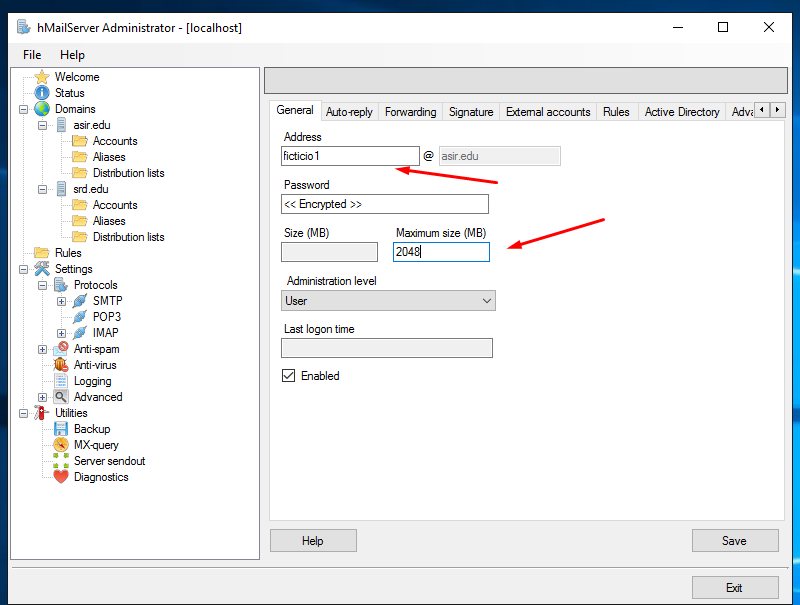 hMailServer Administrator - [localhost]
File Help
Welcome
Status
Domains
asir.edu
Accounts
Aliases
Distribution lists
srd.edu
Accounts
Aliases
Distribution lists
Rules
Settings
Protocols
SMTP
POP3
IMAP
Anti-spam
Anti-virus
Logging
Advanced
Utilities
Backup
MX-query
Server sendout
Diagnostics
General Auto-reply Forwarding Signature External accounts Rules Active Directory Adva
Address
ficticio1 @ asir.edu
Password
<< Encrypted >>
Size (MB) Maximum size (MB)
2048
Administration level
User
Last logon time
Enabled
Help Save
Exit